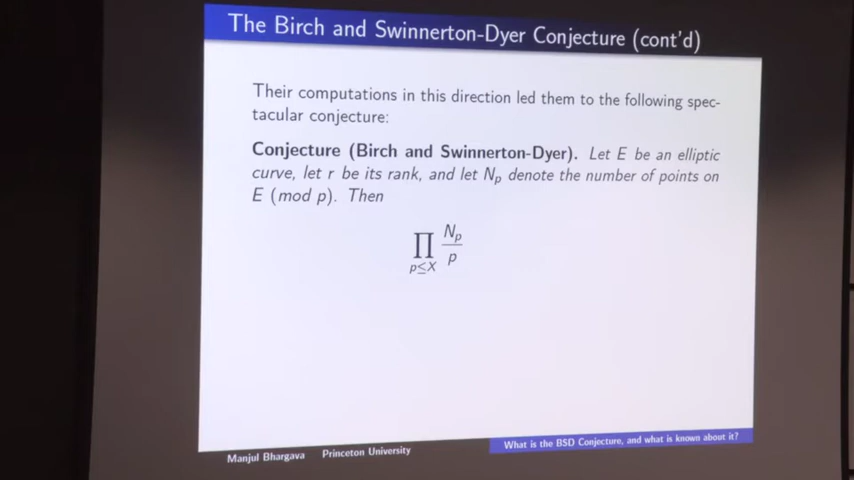 The Birch and Swinnerton-Dyer Conjecture (cont'd)
Their computations in this direction led them to the following spec-
tacular conjecture:
Conjecture (Birch and Swinnerton-Dyer). Let E be an elliptic
curve, let r be its rank, and let Nₚ denote the number of points on
E (mod p). Then
∏_{p≤X} Nₚ/p
Manjul Bhargava Princeton University What is the BSD Conjecture, and what is known about it?